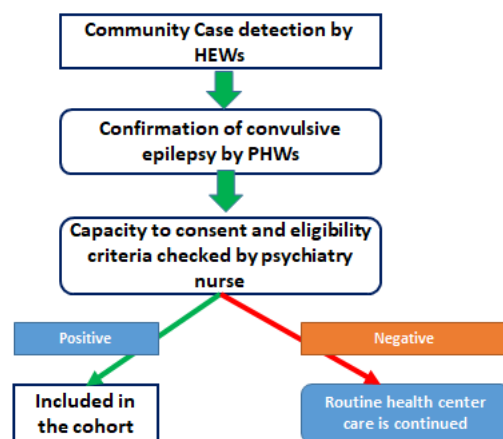 Community Case detection by
HEWs
Confirmation of convulsive
epilepsy by PHWs
Capacity to consent and eligibility
criteria checked by psychiatry
nurse
Positive
Negative
Included in
the cohort
Routine health center
care is continued